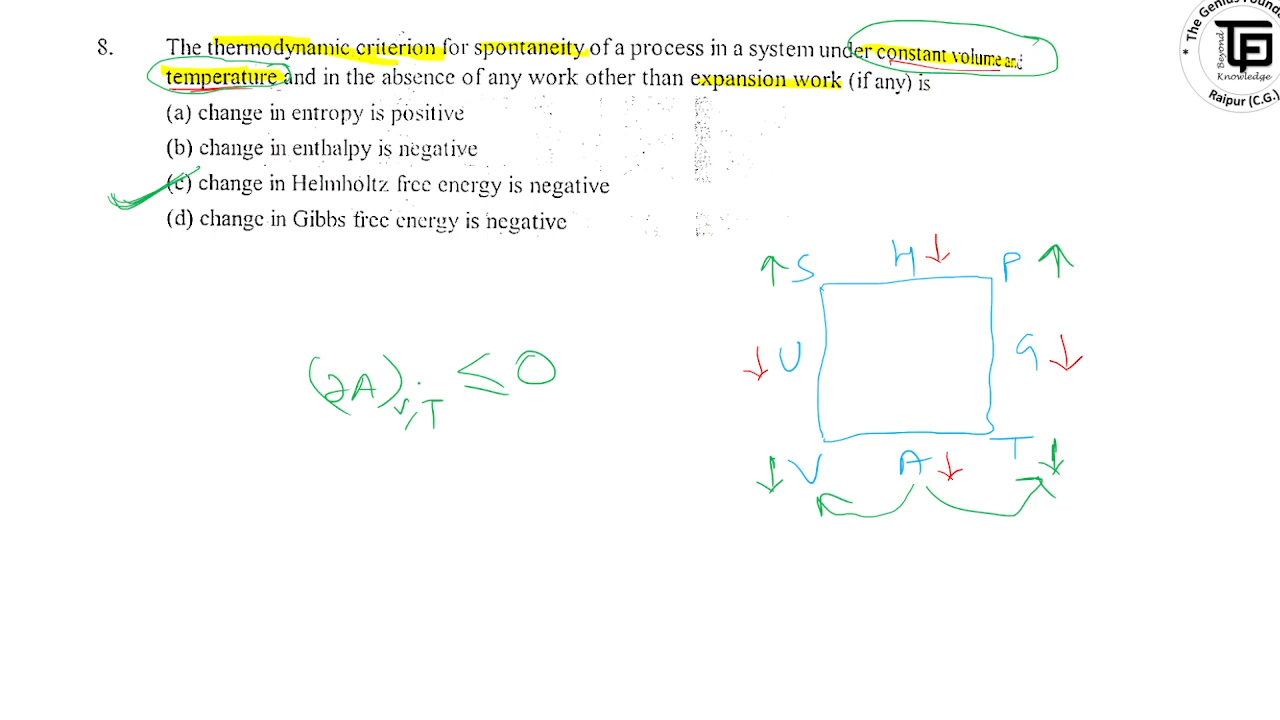 8. The thermodynamic criterion for spontaneity of a process in a system under constant volume and
temperature and in the absence of any work other than expansion work (if any) is
(a) change in entropy is positive
(b) change in enthalpy is negative
(c) change in Helmholtz free energy is negative
(d) change in Gibbs free energy is negative
↑ S H ↓ P ↑
↓ U G ↓
↓ V A ↓ T ↓
(∂A)v,T ≤ 0
* The Genius Found
Beyond
TGF
Knowledge
Raipur (C.G.)